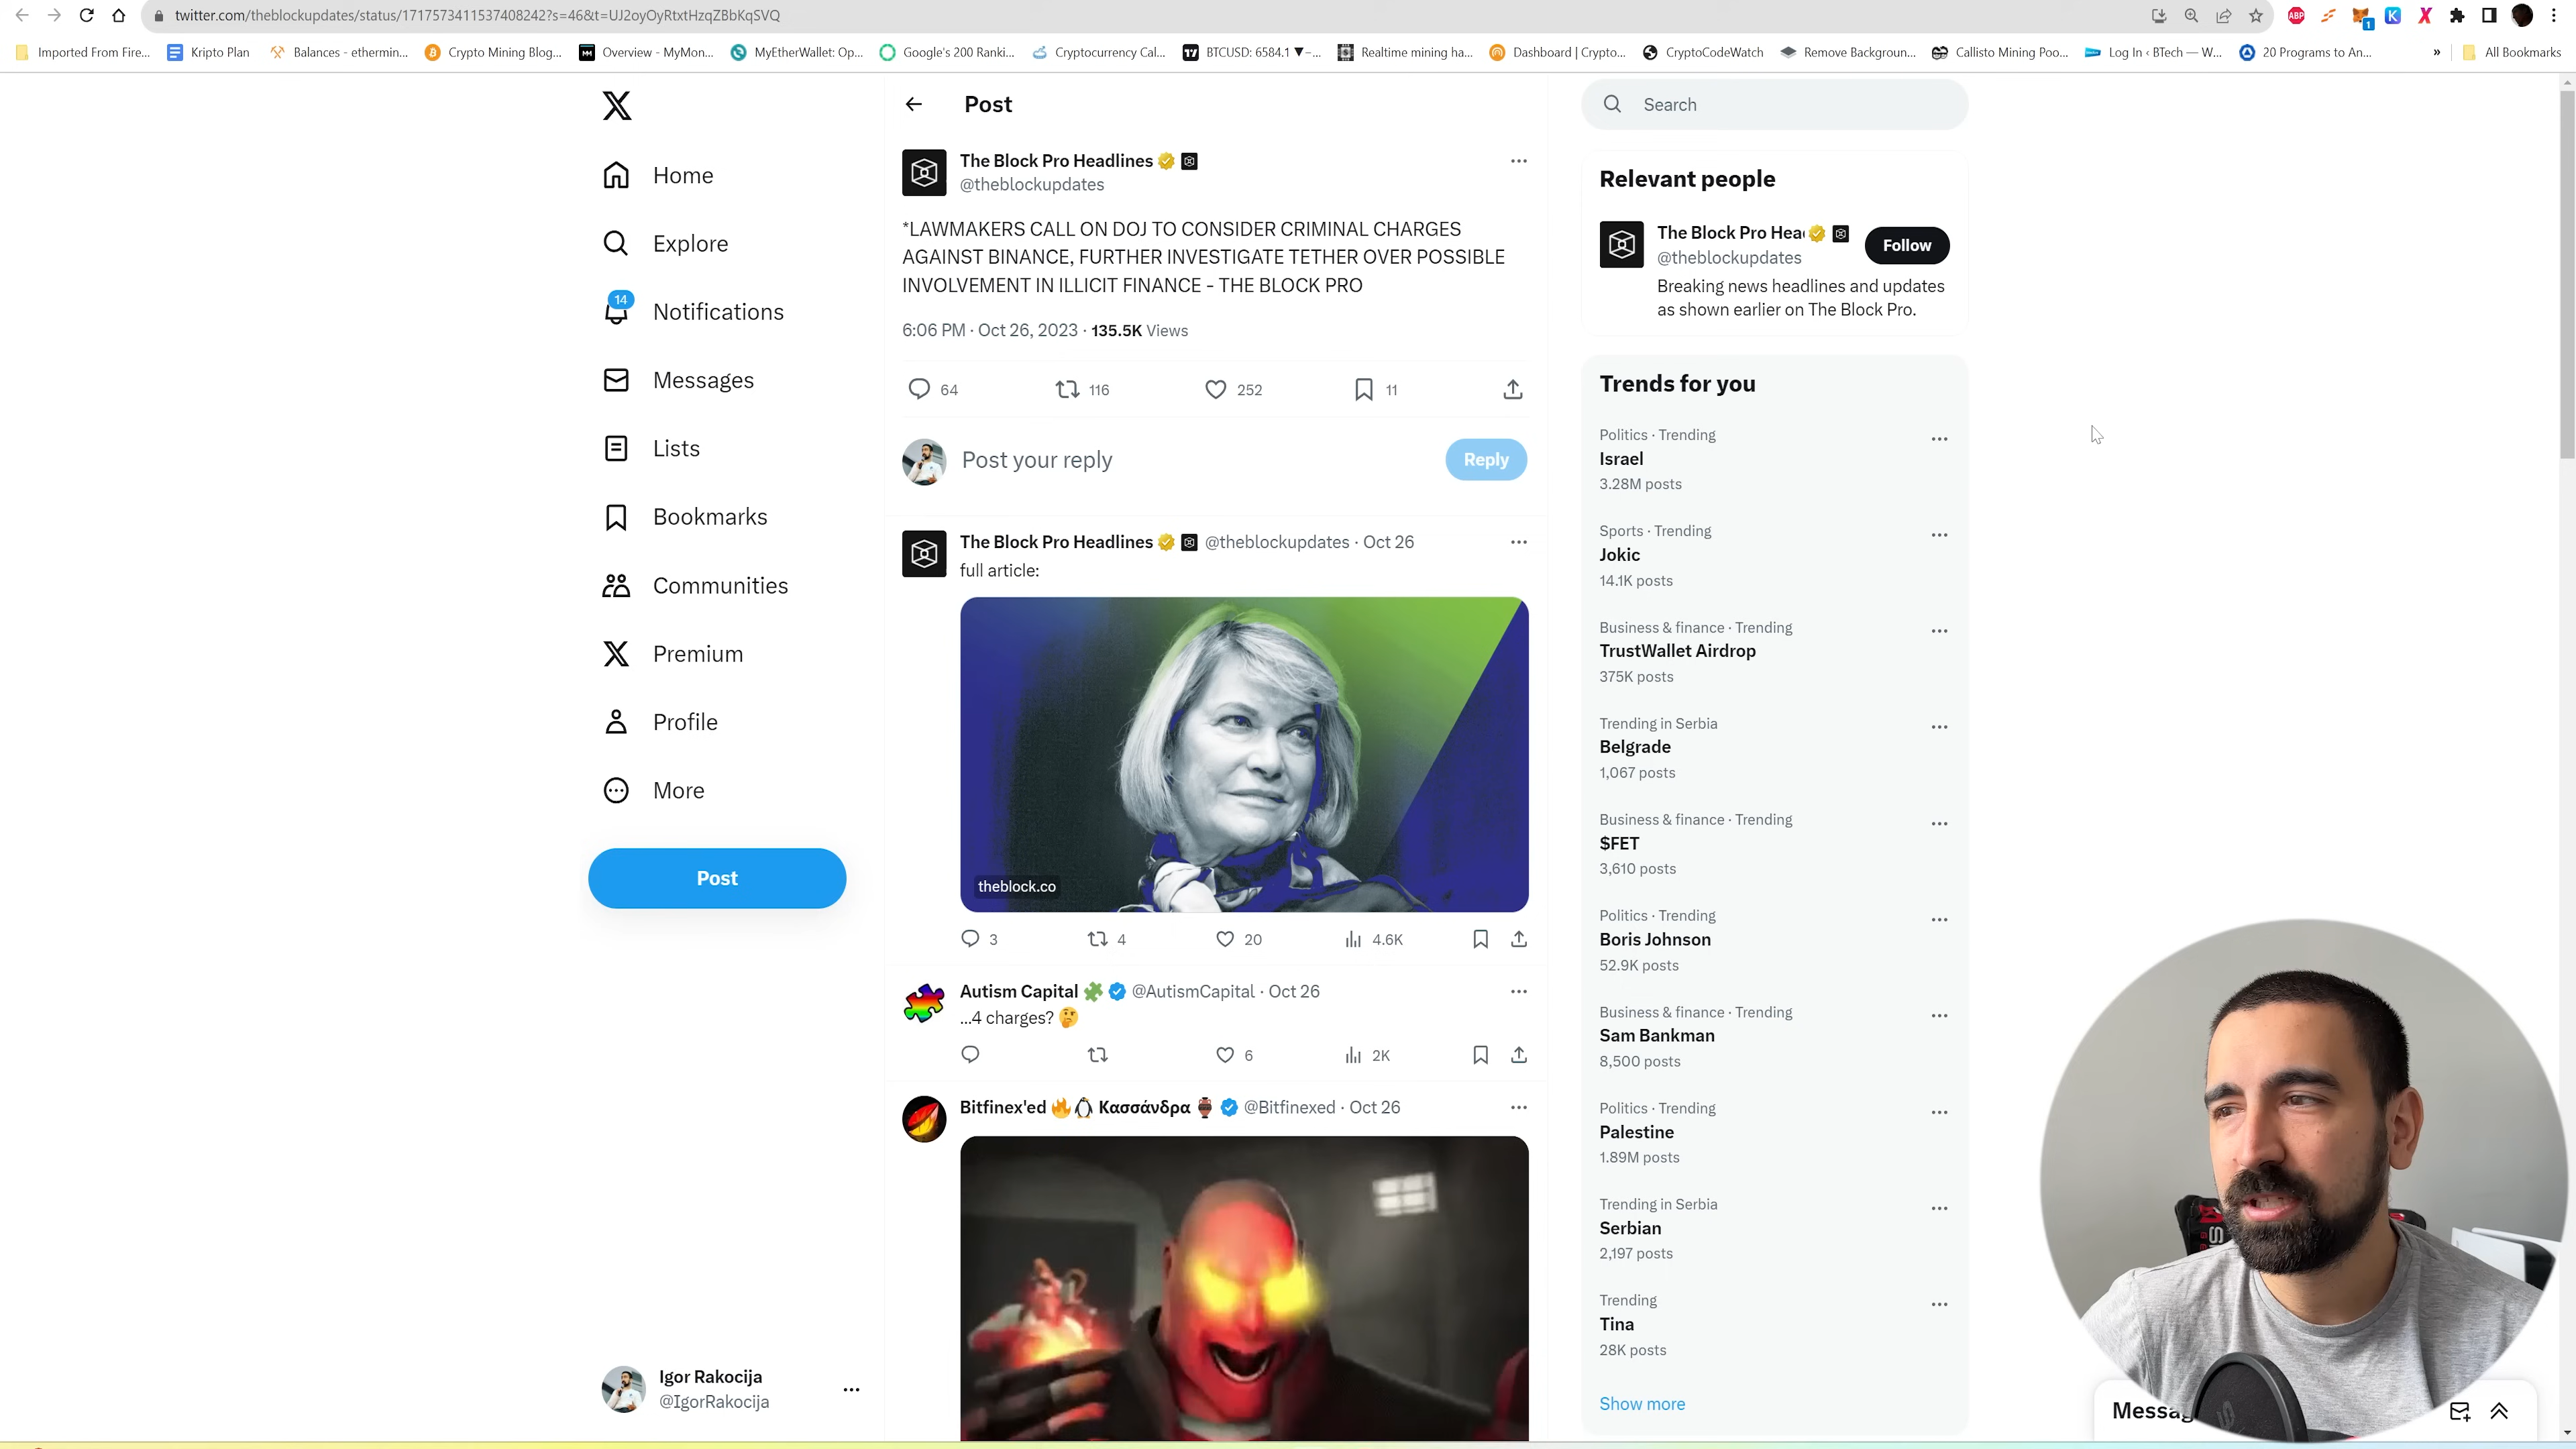 twitter.com/theblockupdates/status/1717573411537408242?s=46&t=UJ2oyOyRtxtHzqZBbKqSVQ
ABP
1
K
X
Imported From Fire...
Kripto Plan
Balances - ethermin...
Crypto Mining Blog...
Overview - MyMon...
MyEtherWallet: Op...
Google's 200 Ranki...
Cryptocurrency Cal...
BTCUSD: 6584.1 ▼−...
Realtime mining ha...
Dashboard | Crypto...
CryptoCodeWatch
Remove Backgroun...
Callisto Mining Poo...
Log In ‹ BTech — W...
20 Programs to An...
»
All Bookmarks
Home
Explore
14
Notifications
Messages
Lists
Bookmarks
Communities
Premium
Profile
More
Post
Igor Rakocija
@IgorRakocija
Post
The Block Pro Headlines
@theblockupdates
*LAWMAKERS CALL ON DOJ TO CONSIDER CRIMINAL CHARGES
AGAINST BINANCE, FURTHER INVESTIGATE TETHER OVER POSSIBLE
INVOLVEMENT IN ILLICIT FINANCE - THE BLOCK PRO
6:06 PM · Oct 26, 2023 · 135.5K Views
64 116 252 11
Post your reply
Reply
The Block Pro Headlines @theblockupdates · Oct 26
full article:
theblock.co
3 4 20 4.6K
Autism Capital @AutismCapital · Oct 26
...4 charges? 🤔
6 2K
Bitfinex'ed 🔥🐧 Κασσάνδρα 🏺 @Bitfinexed · Oct 26
Search
Relevant people
The Block Pro Hea
@theblockupdates
Follow
Breaking news headlines and updates
as shown earlier on The Block Pro.
Trends for you
Politics · Trending
Israel
3.28M posts
Sports · Trending
Jokic
14.1K posts
Business & finance · Trending
TrustWallet Airdrop
375K posts
Trending in Serbia
Belgrade
1,067 posts
Business & finance · Trending
$FET
3,610 posts
Politics · Trending
Boris Johnson
52.9K posts
Business & finance · Trending
Sam Bankman
8,500 posts
Politics · Trending
Palestine
1.89M posts
Trending in Serbia
Serbian
2,197 posts
Trending
Tina
28K posts
Show more
Messag